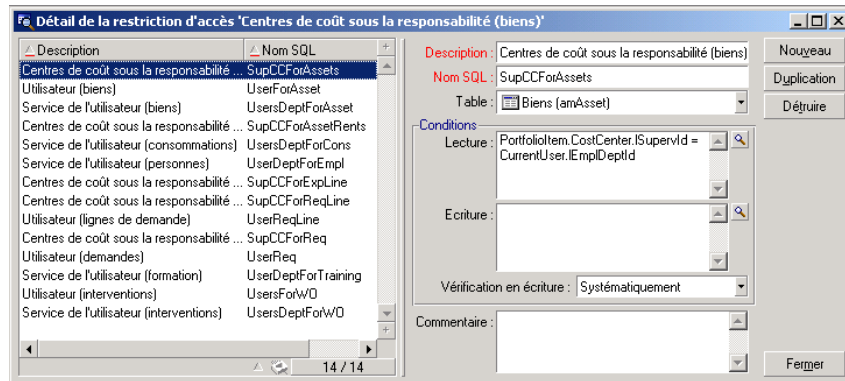 Détail de la restriction d'accès 'Centres de coût sous la responsabilité (biens)'
Description Nom SQL
Centres de coût sous la responsabilité ... SupCCForAssets
Utilisateur (biens) UserForAsset
Service de l'utilisateur (biens) UsersDeptForAsset
Centres de coût sous la responsabilité ... SupCCForAssetRents
Service de l'utilisateur (consommations) UsersDeptForCons
Service de l'utilisateur (personnes) UserDeptForEmpl
Centres de coût sous la responsabilité ... SupCCForExpLine
Centres de coût sous la responsabilité ... SupCCForReqLine
Utilisateur (lignes de demande) UserReqLine
Centres de coût sous la responsabilité ... SupCCForReq
Utilisateur (demandes) UserReq
Service de l'utilisateur (formation) UserDeptForTraining
Utilisateur (interventions) UsersForWO
Service de l'utilisateur (interventions) UsersDeptForWO
14 / 14
Description : Centres de coût sous la responsabilité (biens)
Nom SQL : SupCCForAssets
Table : Biens (amAsset)
Conditions
Lecture : PortfolioItem.CostCenter.lSupervId =
CurrentUser.lEmplDeptId
Ecriture :
Vérification en écriture : Systématiquement
Commentaire :
Nouveau
Duplication
Détruire
Fermer